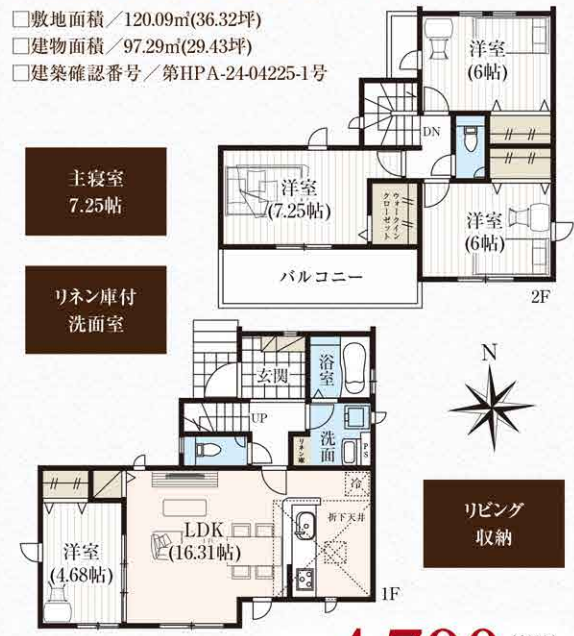 □敷地面積／120.09㎡(36.32坪)
□建物面積／97.29㎡(29.43坪)
□建築確認番号／第HPA-24-04225-1号
主寝室
7.25帖
リネン庫付
洗面室
洋室
(6帖)
DN
洋室
(7.25帖)
ウォークイン
クローゼット
洋室
(6帖)
バルコニー
2F
玄関
浴室
UP
リネン庫
洗面
PS
N
冷
折下天井
LDK
(16.31帖)
洋室
(4.68帖)
1F
リビング
収納